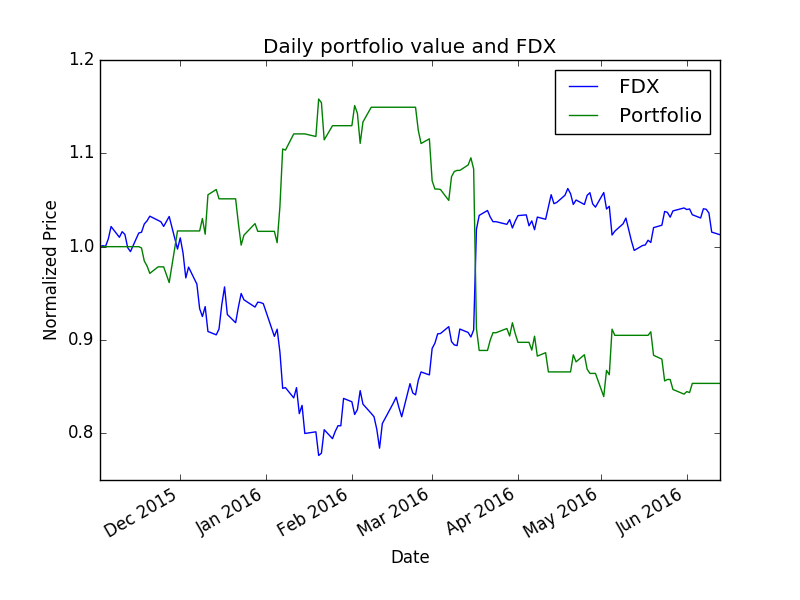 Daily portfolio value and FDX
FDX
Portfolio
1.2
1.1
1.0
0.9
0.8
Normalized Price
Dec 2015
Jan 2016
Feb 2016
Mar 2016
Apr 2016
May 2016
Jun 2016
Date